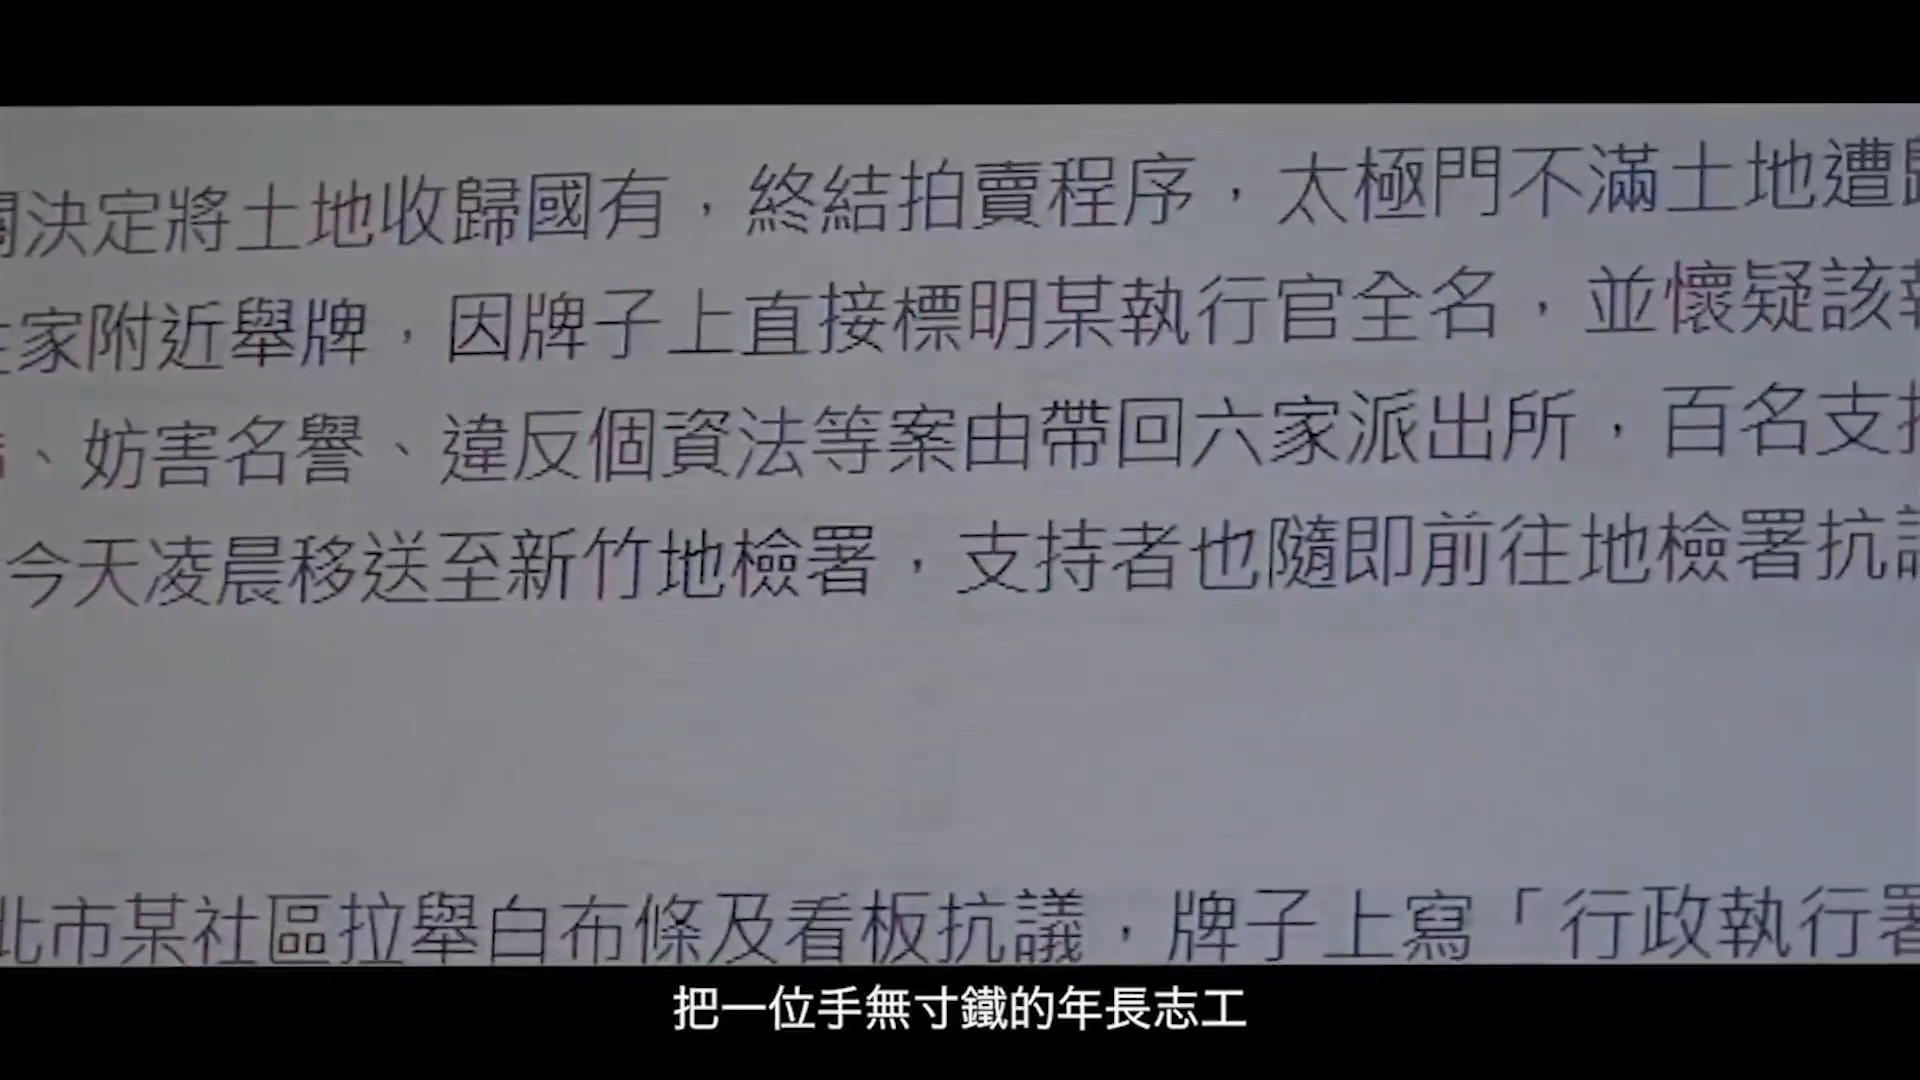 決定將土地收歸國有，終結拍賣程序，太極門不滿土地遭
家附近舉牌，因牌子上直接標明某執行官全名，並懷疑該
、妨害名譽、違反個資法等案由帶回六家派出所，百名支
今天凌晨移送至新竹地檢署，支持者也隨即前往地檢署抗
北市某社區拉舉白布條及看板抗議，牌子上寫「行政執行署
把一位手無寸鐵的年長志工